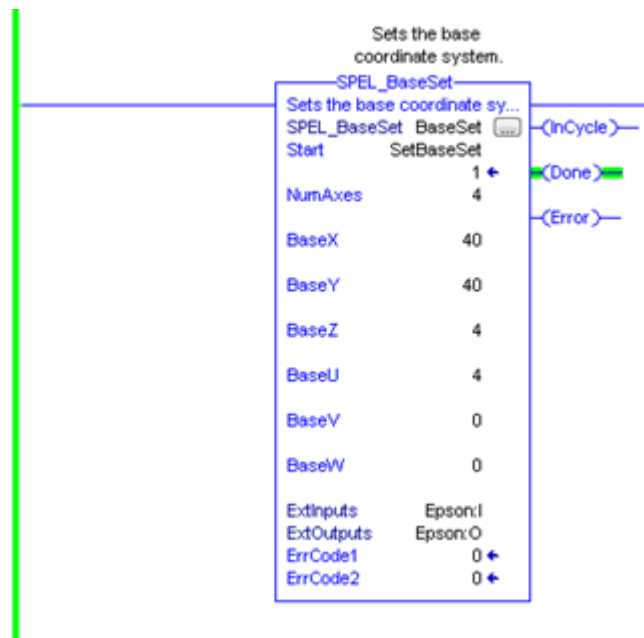 Sets the base
coordinate system.
SPEL_BaseSet
Sets the base coordinate sy...
SPEL_BaseSet BaseSet ... (InCycle)
Start SetBaseSet
1 (Done)
NumAxes 4
(Error)
BaseX 40
BaseY 40
BaseZ 4
BaseU 4
BaseV 0
BaseW 0
ExtInputs Epson:I
ExtOutputs Epson:O
ErrCode1 0
ErrCode2 0